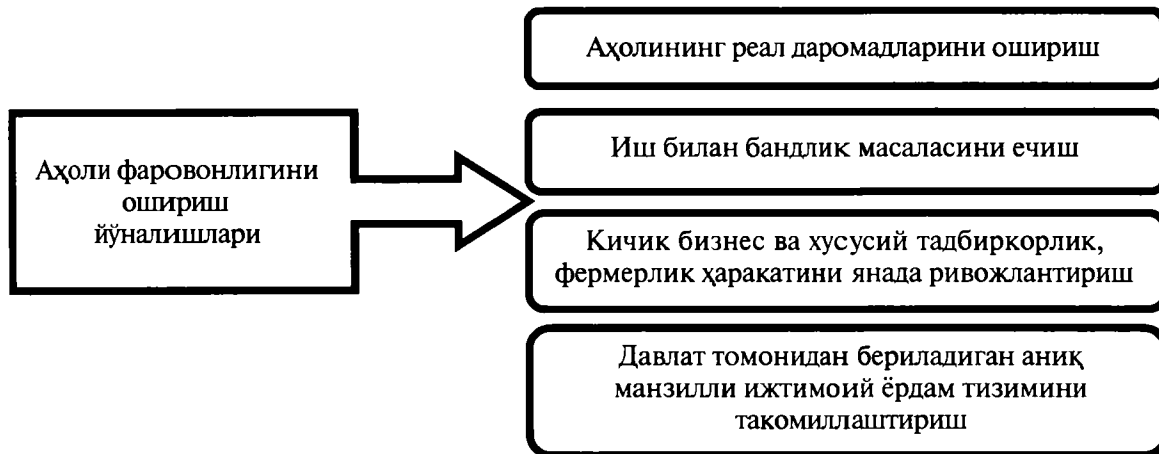 Аҳоли фаровонлигини
ошириш
йўналишлари
Аҳолининг реал даромадларини ошириш
Иш билан бандлик масаласини ечиш
Кичик бизнес ва хусусий тадбиркорлик,
фермерлик ҳаракатини янада ривожлантириш
Давлат томонидан бериладиган аниқ
манзилли ижтимоий ёрдам тизимини
такомиллаштириш